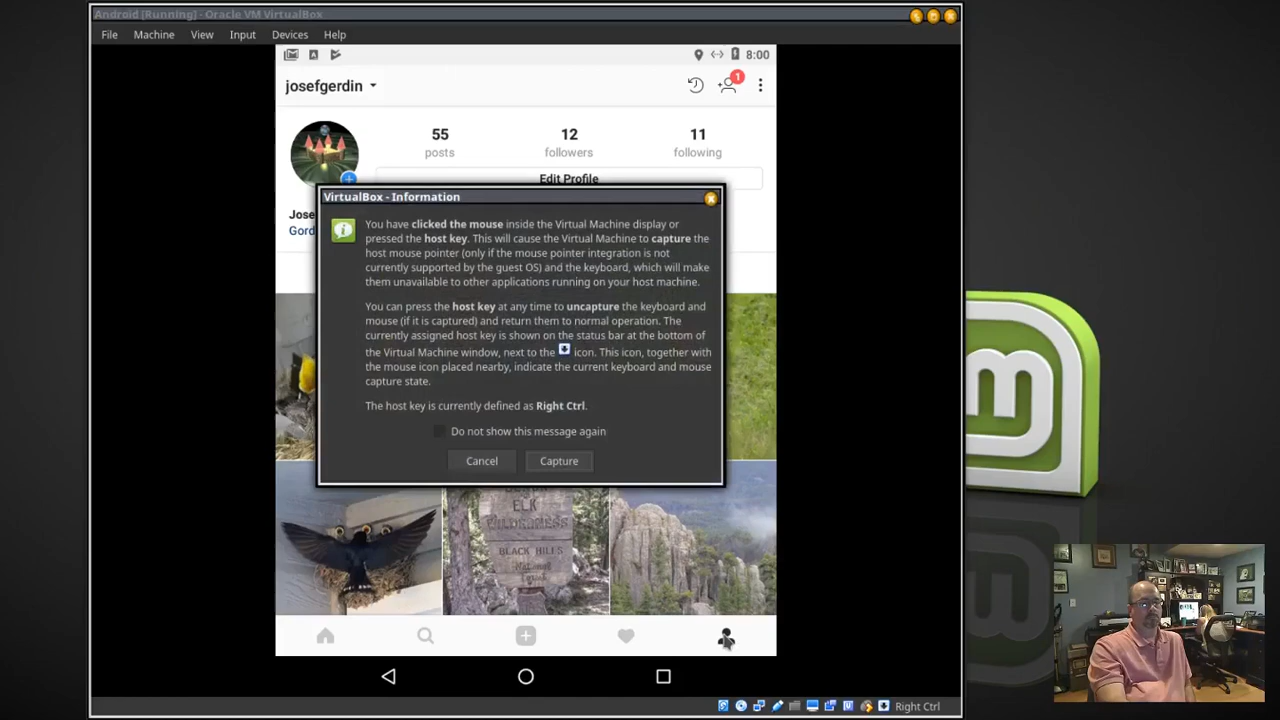 Android [Running] - Oracle VM VirtualBox
File Machine View Input Devices Help
8:00
josefgerdin
1
55 12 11
posts followers following
Edit Profile
VirtualBox - Information
Jose
Gord
You have clicked the mouse inside the Virtual Machine display or
pressed the host key. This will cause the Virtual Machine to capture the
host mouse pointer (only if the mouse pointer integration is not
currently supported by the guest OS) and the keyboard, which will make
them unavailable to other applications running on your host machine.
You can press the host key at any time to uncapture the keyboard and
mouse (if it is captured) and return them to normal operation. The
currently assigned host key is shown on the status bar at the bottom of
the Virtual Machine window, next to the icon. This icon, together with
the mouse icon placed nearby, indicate the current keyboard and mouse
capture state.
The host key is currently defined as Right Ctrl.
Do not show this message again
Cancel Capture
ELK
WILDERNESS
BLACK HILLS
National
Right Ctrl